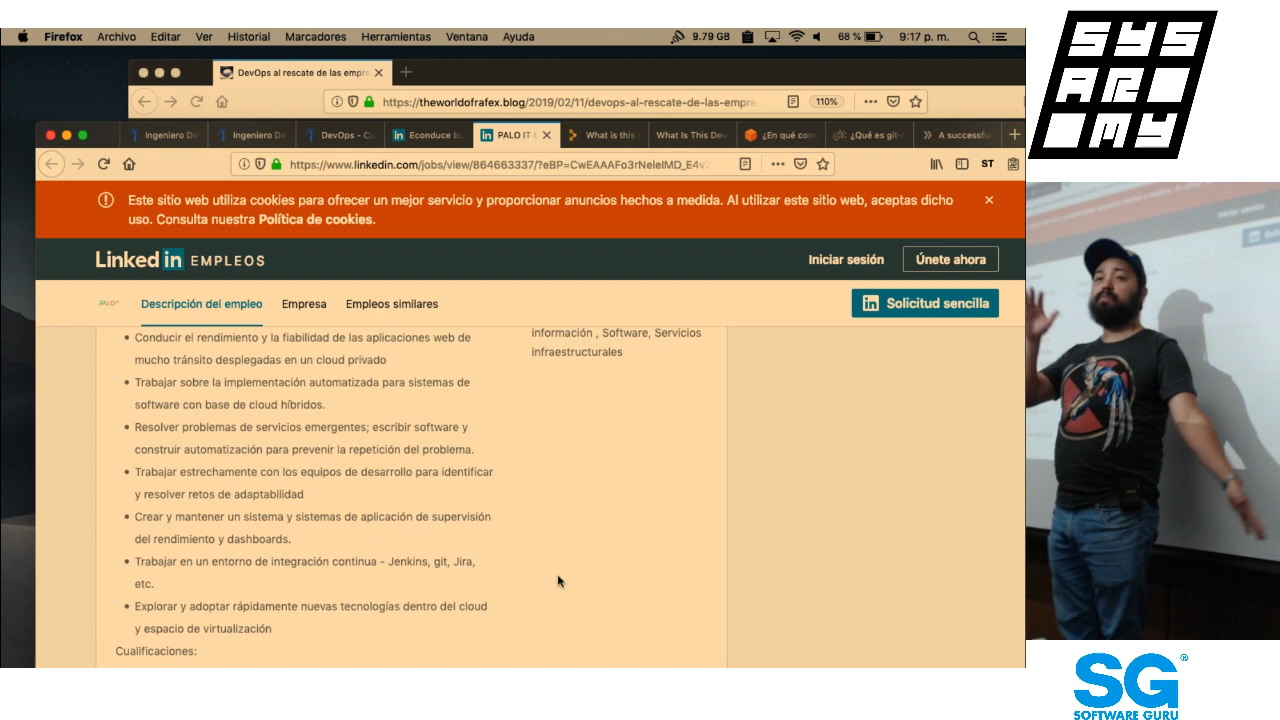 Firefox Archivo Editar Ver Historial Marcadores Herramientas Ventana Ayuda 9.79 GB 68 % 9:17 p. m.
DevOps al rescate de las empr
https://theworldofrafex.blog/2019/02/11/devops-al-rescate-de-las-empre 110%
Ingeniero De Ingeniero De DevOps - Cu Econduce bu PALO IT b What is this What Is This Dev ¿En qué con ¿Qué es git- A successfu
https://www.linkedin.com/jobs/view/864663337/?eBP=CwEAAAFo3rNeleIMD_E4v2 ST
Este sitio web utiliza cookies para ofrecer un mejor servicio y proporcionar anuncios hechos a medida. Al utilizar este sitio web, aceptas dicho
uso. Consulta nuestra Política de cookies.
Linked in EMPLEOS Iniciar sesión Únete ahora
PALO IT Descripción del empleo Empresa Empleos similares in Solicitud sencilla
• Conducir el rendimiento y la fiabilidad de las aplicaciones web de
mucho tránsito desplegadas en un cloud privado
• Trabajar sobre la implementación automatizada para sistemas de
software con base de cloud híbridos.
• Resolver problemas de servicios emergentes; escribir software y
construir automatización para prevenir la repetición del problema.
• Trabajar estrechamente con los equipos de desarrollo para identificar
y resolver retos de adaptabilidad
• Crear y mantener un sistema y sistemas de aplicación de supervisión
del rendimiento y dashboards.
• Trabajar en un entorno de integración continua - Jenkins, git, Jira,
etc.
• Explorar y adoptar rápidamente nuevas tecnologías dentro del cloud
y espacio de virtualización
Cualificaciones:
información , Software, Servicios
infraestructurales
SYS
AR
MY
SG®
SOFTWARE GURU